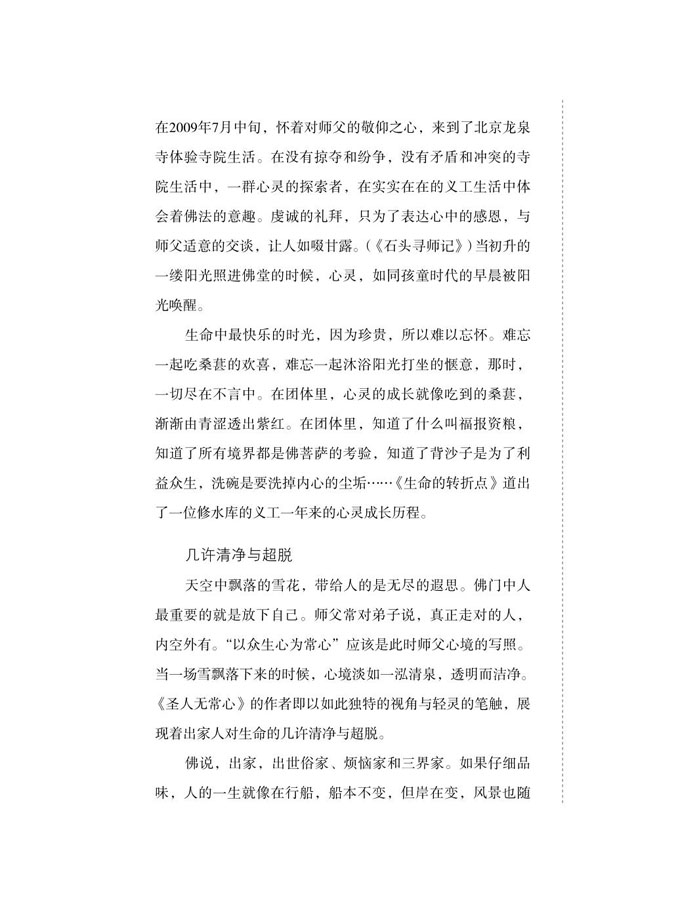 在2009年7月中旬，怀着对师父的敬仰之心，来到了北京龙泉
寺体验寺院生活。在没有掠夺和纷争，没有矛盾和冲突的寺
院生活中，一群心灵的探索者，在实实在在的义工生活中体
会着佛法的意趣。虔诚的礼拜，只为了表达心中的感恩，与
师父适意的交谈，让人如啜甘露。（《石头寻师记》）当初升的
一缕阳光照进佛堂的时候，心灵，如同孩童时代的早晨被阳
光唤醒。
生命中最快乐的时光，因为珍贵，所以难以忘怀。难忘
一起吃桑葚的欢喜，难忘一起沐浴阳光打坐的惬意，那时，
一切尽在不言中。在团体里，心灵的成长就像吃到的桑葚，
渐渐由青涩透出紫红。在团体里，知道了什么叫福报资粮，
知道了所有境界都是佛菩萨的考验，知道了背沙子是为了利
益众生，洗碗是要洗掉内心的尘垢……《生命的转折点》道出
了一位修水库的义工一年来的心灵成长历程。
几许清净与超脱
天空中飘落的雪花，带给人的是无尽的遐思。佛门中人
最重要的就是放下自己。师父常对弟子说，真正走对的人，
内空外有。“以众生心为常心”应该是此时师父心境的写照。
当一场雪飘落下来的时候，心境淡如一泓清泉，透明而洁净。
《圣人无常心》的作者即以如此独特的视角与轻灵的笔触，展
现着出家人对生命的几许清净与超脱。
佛说，出家，出世俗家、烦恼家和三界家。如果仔细品
味，人的一生就像在行船，船本不变，但岸在变，风景也随